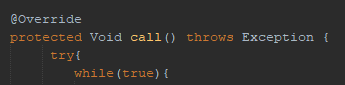 @Override
protected Void call() throws Exception {
try{
while(true){